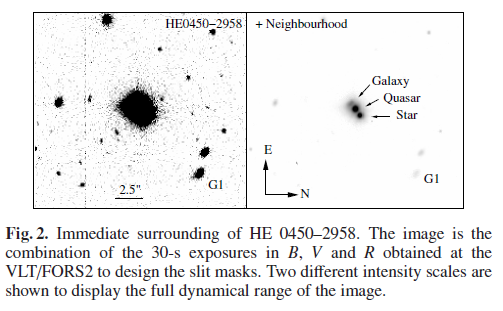 HE0450–2958 + Neighbourhood
Galaxy
Quasar
Star
E
N
2.5"
G1
G1
Fig. 2. Immediate surrounding of HE 0450–2958. The image is the
combination of the 30-s exposures in B, V and R obtained at the
VLT/FORS2 to design the slit masks. Two different intensity scales are
shown to display the full dynamical range of the image.